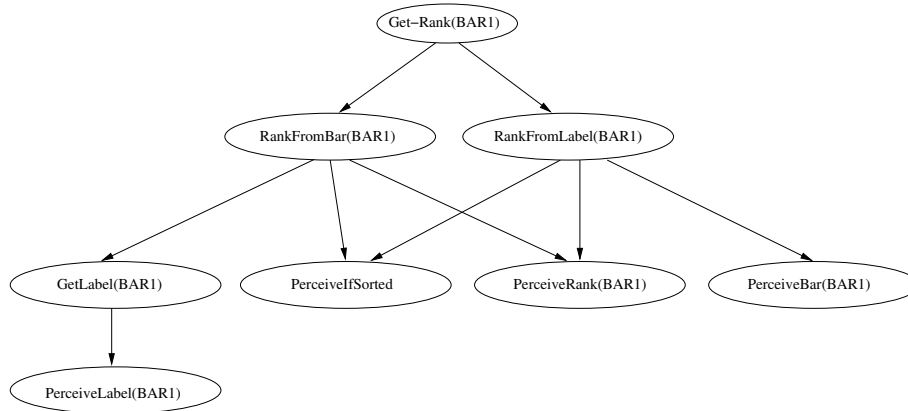 Get-Rank(BAR1)
RankFromBar(BAR1)
RankFromLabel(BAR1)
GetLabel(BAR1)
PerceiveIfSorted
PerceiveRank(BAR1)
PerceiveBar(BAR1)
PerceiveLabel(BAR1)